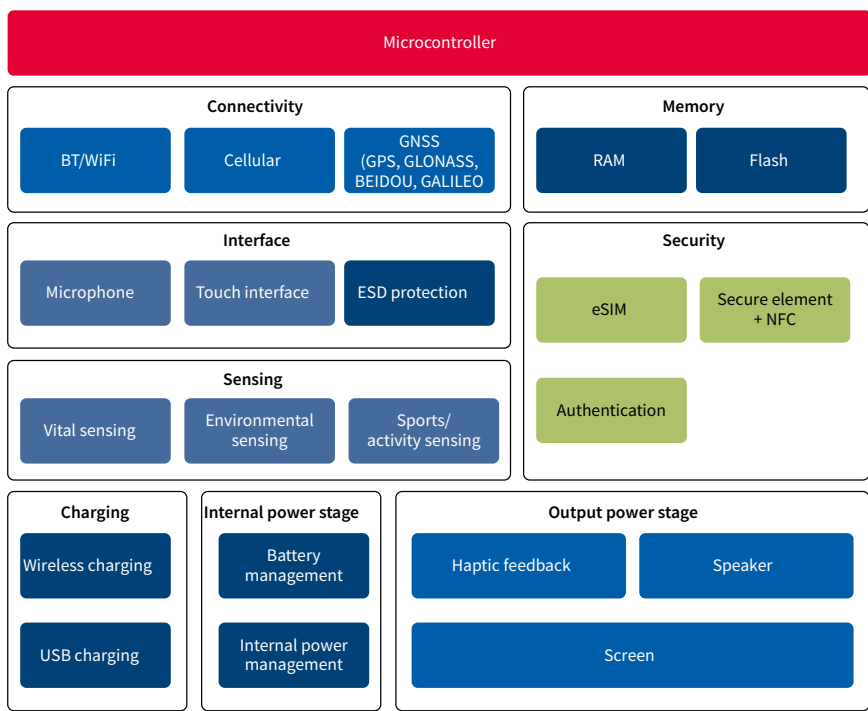 Microcontroller
Connectivity
BT/WiFi
Cellular
GNSS
(GPS, GLONASS,
BEIDOU, GALILEO
Memory
RAM
Flash
Interface
Microphone
Touch interface
ESD protection
Security
eSIM
Secure element
+ NFC
Authentication
Sensing
Vital sensing
Environmental
sensing
Sports/
activity sensing
Charging
Wireless charging
USB charging
Internal power stage
Battery
management
Internal power
management
Output power stage
Haptic feedback
Speaker
Screen